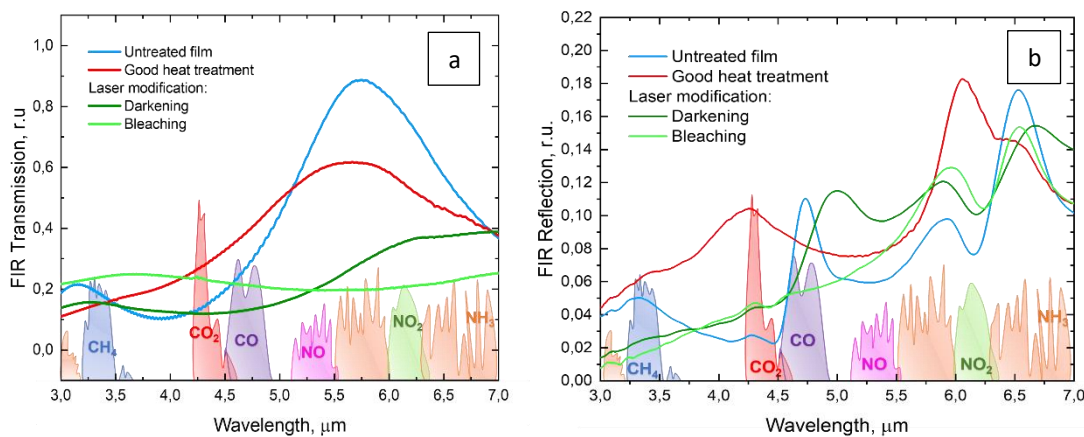 a
Untreated film
Good heat treatment
Laser modification:
Darkening
Bleaching
FIR Transmission, r.u
1,0
0,8
0,6
0,4
0,2
0,0
CH4
CO2
CO
NO
NO2
NH3
3,0 3,5 4,0 4,5 5,0 5,5 6,0 6,5 7,0
Wavelength, μm
b
Untreated film
Good heat treatment
Laser modification:
Darkening
Bleaching
FIR Reflection, r.u.
0,22
0,20
0,18
0,16
0,14
0,12
0,10
0,08
0,06
0,04
0,02
0,00
CH4
CO2
CO
NO
NO2
NH3
3,0 3,5 4,0 4,5 5,0 5,5 6,0 6,5 7,0
Wavelength, μm